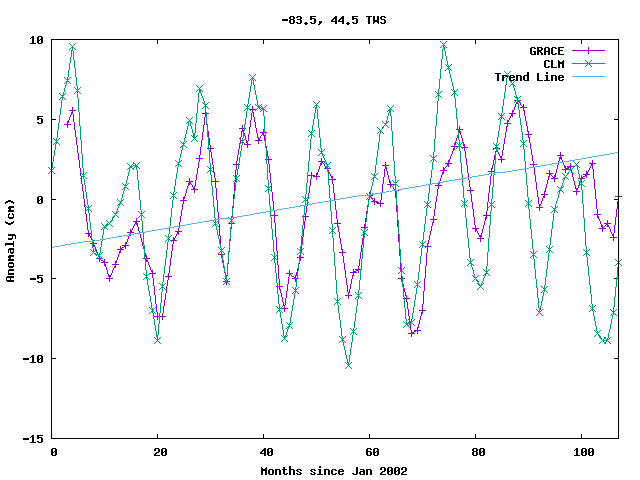 -83.5, 44.5 TWS
GRACE
CLM
Trend Line
10
5
0
-5
-10
-15
Anomaly (cm)
0 20 40 60 80 100
Months since Jan 2002